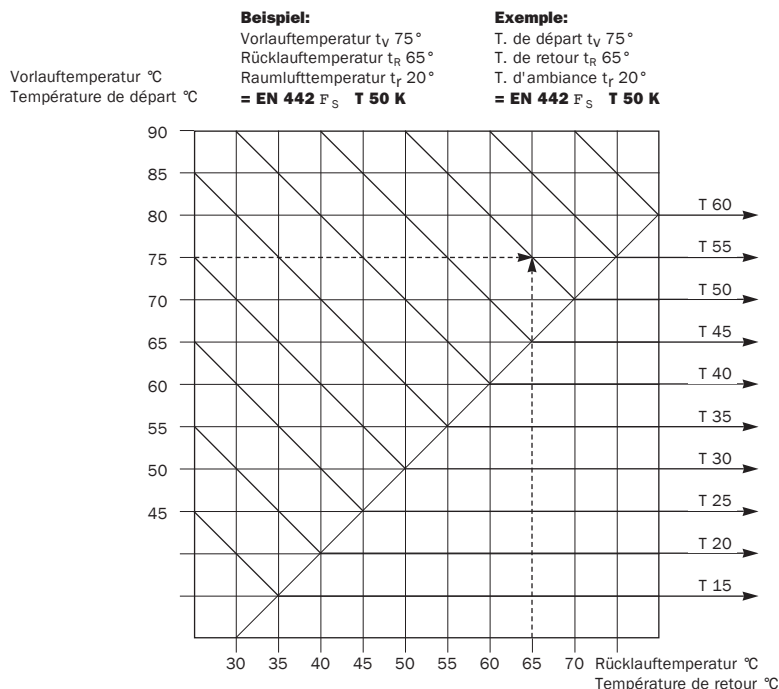 Beispiel:
Vorlauftemperatur tV 75°
Rücklauftemperatur tR 65°
Raumlufttemperatur tr 20°
= EN 442 FS T 50 K
Exemple:
T. de départ tV 75°
T. de retour tR 65°
T. d'ambiance tr 20°
= EN 442 FS T 50 K
Vorlauftemperatur °C
Température de départ °C
90
85
80
75
70
65
60
55
50
45
T 60
T 55
T 50
T 45
T 40
T 35
T 30
T 25
T 20
T 15
30 35 40 45 50 55 60 65 70 Rücklauftemperatur °C
Température de retour °C